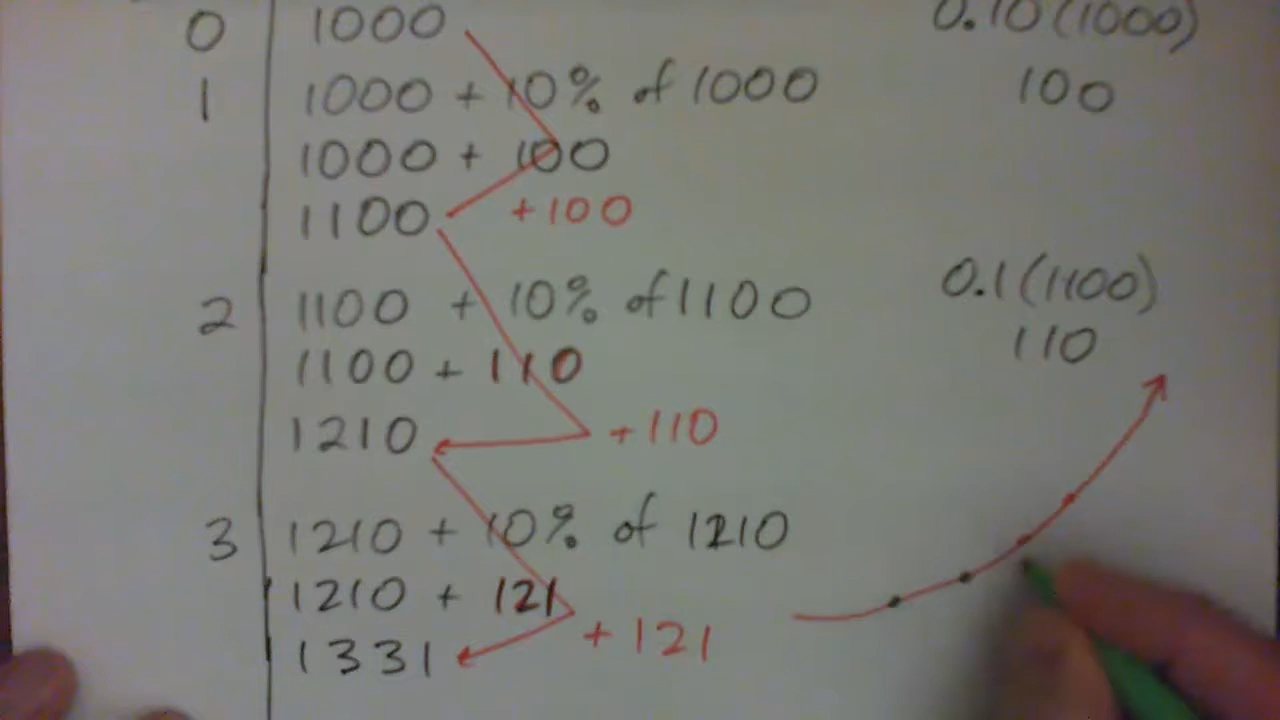 0 1000 0.10(1000)
1 1000 + 10% of 1000 100
1000 + 100
1100 +100
2 1100 + 10% of 1100 0.1(1100)
1100 + 110 110
1210 +110
3 1210 + 10% of 1210
1210 + 121
1331 +121